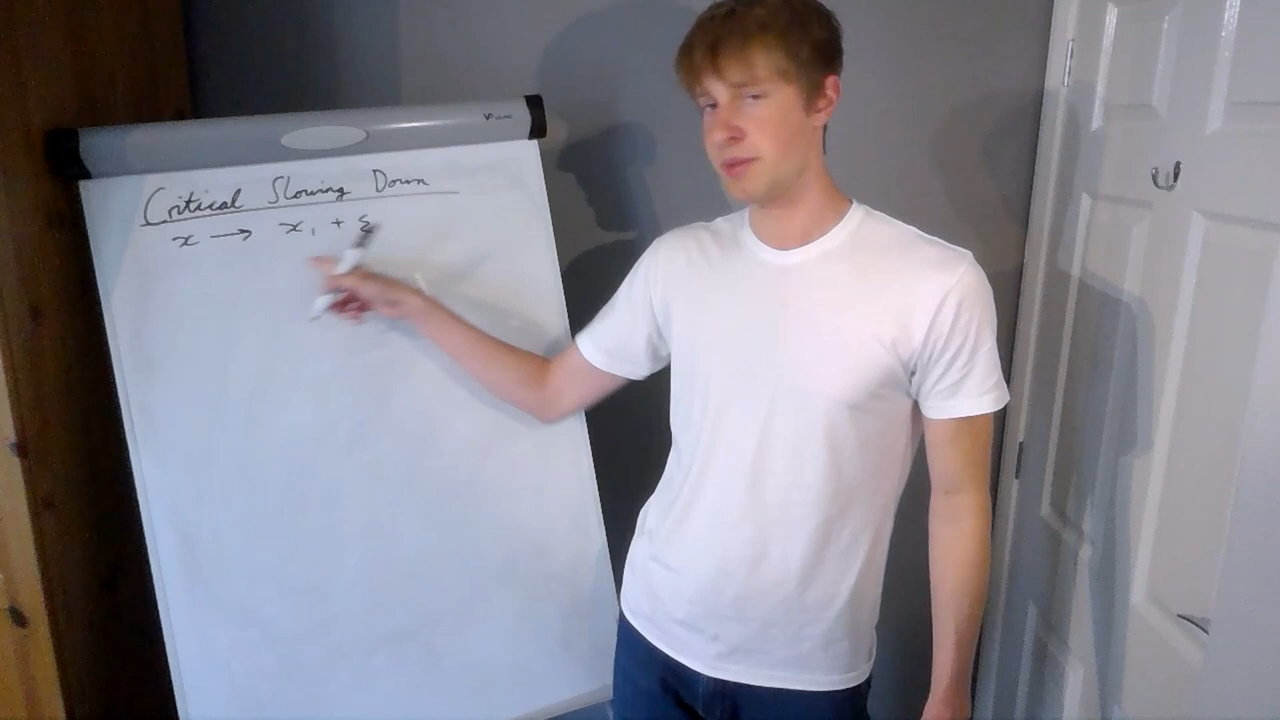 Critical Slowing Down
x → x₁ + ε